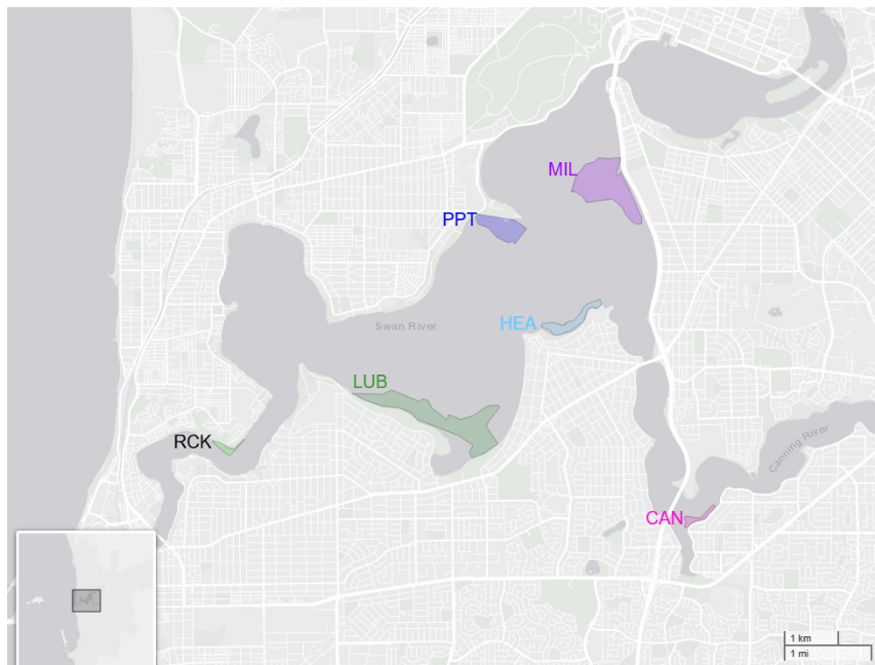 MIL
PPT
HEA
Swan River
LUB
RCK
Canning River
CAN
1 km
1 mi